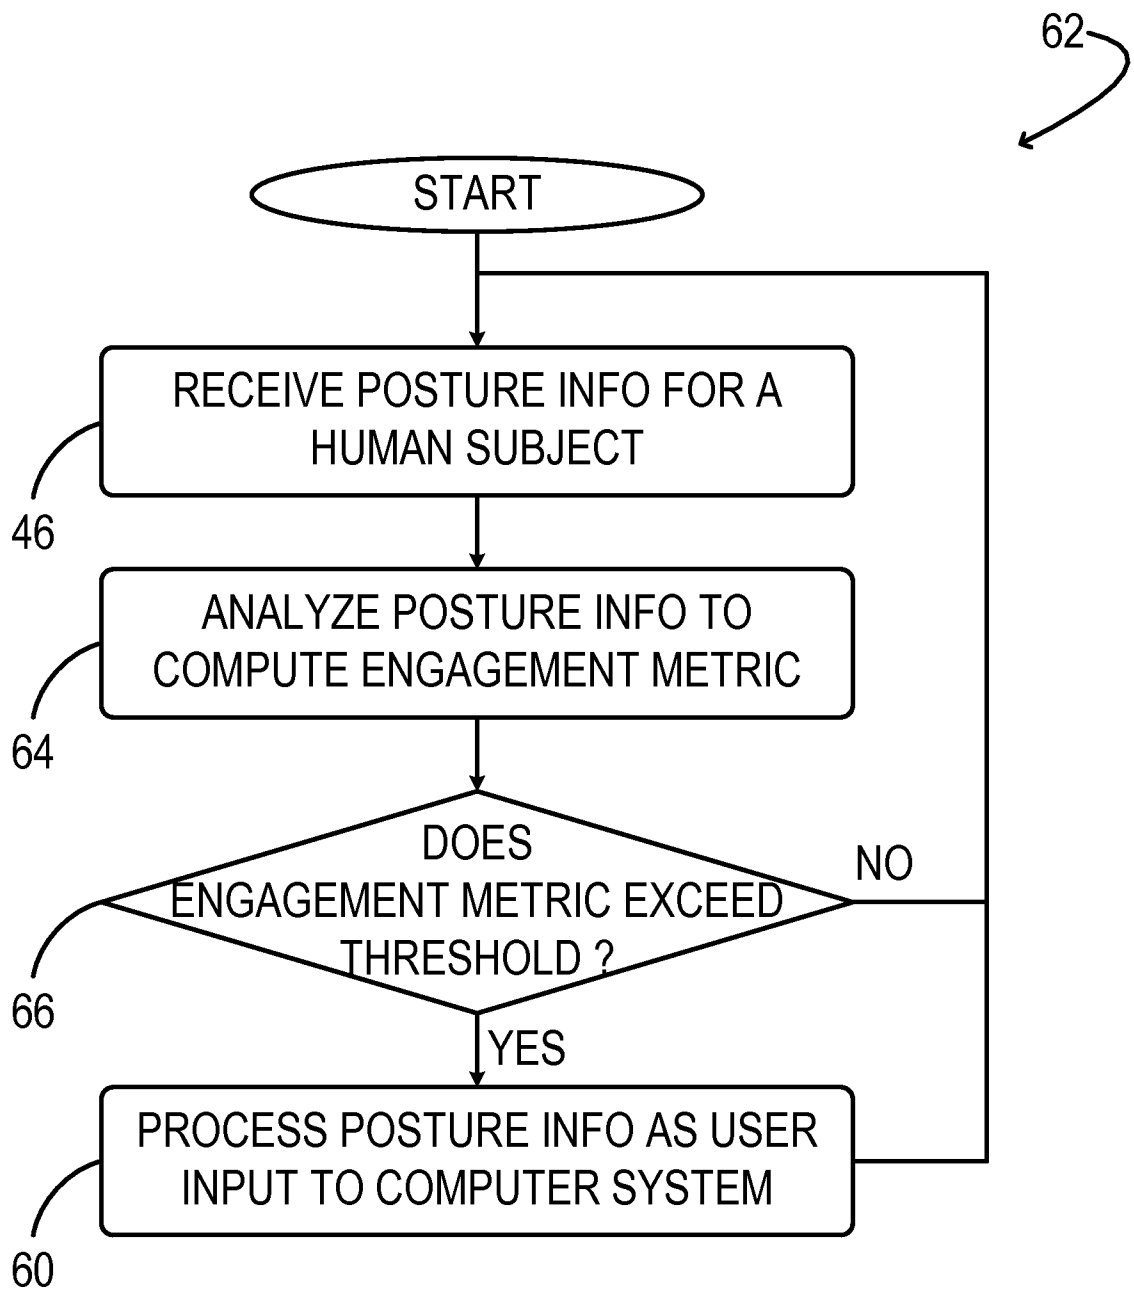 62
START
RECEIVE POSTURE INFO FOR A
HUMAN SUBJECT
46
ANALYZE POSTURE INFO TO
COMPUTE ENGAGEMENT METRIC
64
DOES
ENGAGEMENT METRIC EXCEED
THRESHOLD ?
NO
66
YES
PROCESS POSTURE INFO AS USER
INPUT TO COMPUTER SYSTEM
60